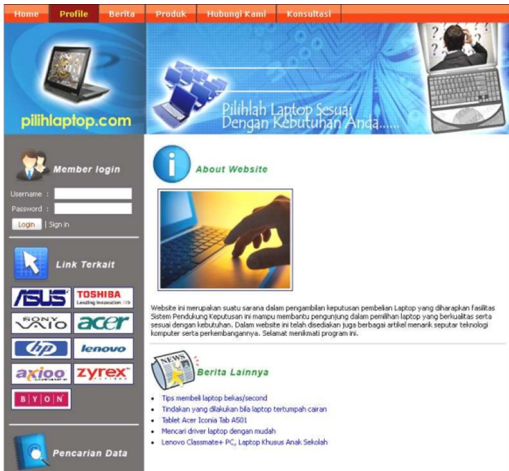 Home Profile Berita Produk Hubungi Kami Konsultasi
pilihlaptop.com
Pilihlah Laptop Sesuai
Dengan Kebutuhan Anda......
Member login
Username :
Password :
Login | Sign in
Link Terkait
ASUS TOSHIBA
Leading Innovation >>>
SONY
VAIO acer
hp lenovo
axioo zyrex
BYON
Pencarian Data
About Website
Website ini merupakan suatu sarana dalam pengambilan keputusan pembelian Laptop yang diharapkan fasilitas
Sistem Pendukung Keputusan ini mampu membantu pengunjung dalam pemilihan laptop yang berkualitas serta
sesuai dengan kebutuhan. Dalam website ini telah disediakan juga berbagai artikel menarik seputar teknologi
komputer serta perkembangannya. Selamat menikmati program ini.
NEWS
Berita Lainnya
Tips membeli laptop bekas/second
Tindakan yang dilakukan bila laptop tertumpah cairan
Tablet Acer Iconia Tab A501
Mencari driver laptop dengan mudah
Lenovo Classmate+ PC, Laptop Khusus Anak Sekolah